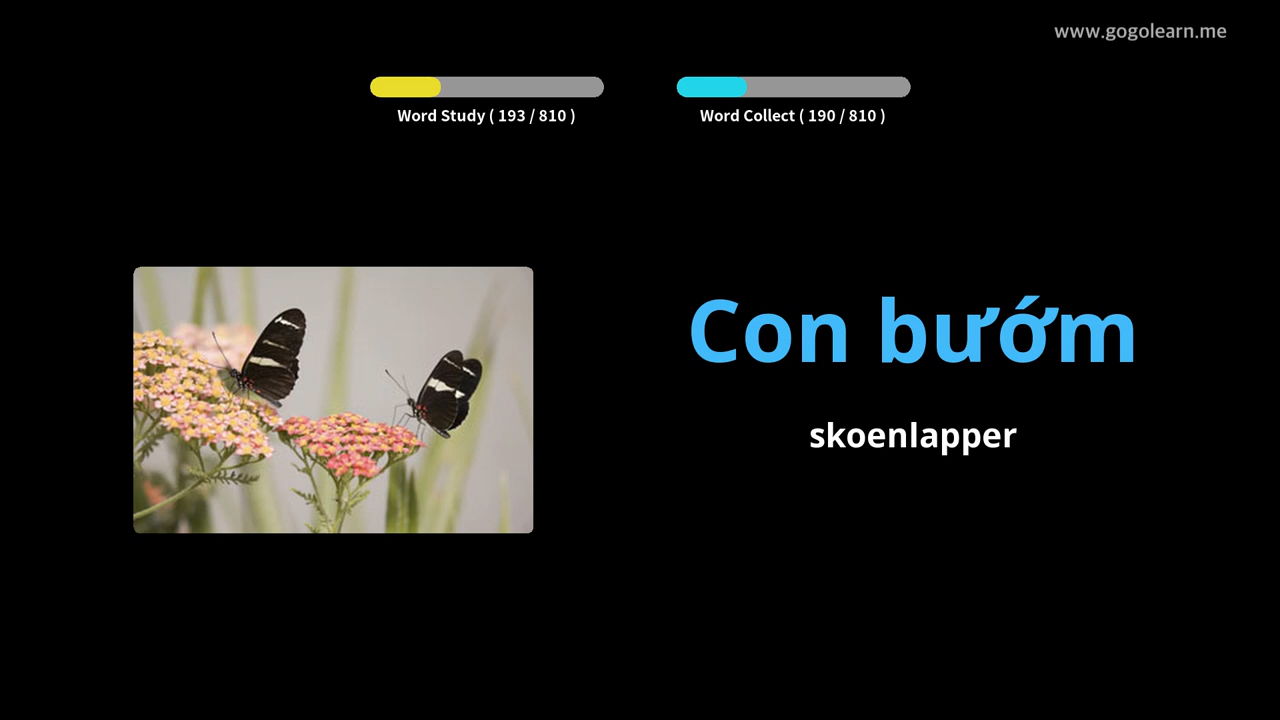 www.gogolearn.me
Word Study ( 193 / 810 )
Word Collect ( 190 / 810 )
Con bướm
skoenlapper